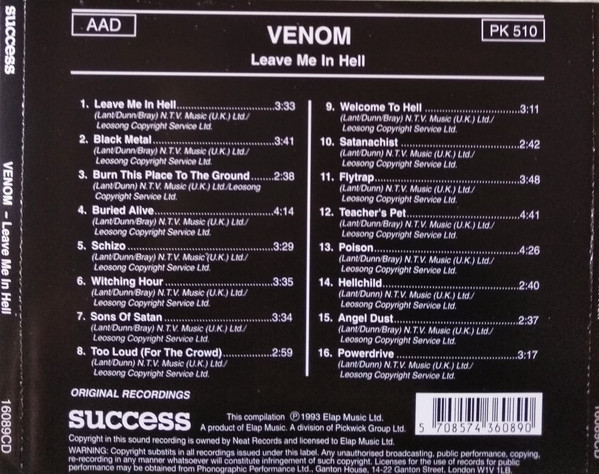 success
VENOM – Leave Me In Hell
16089CD
AAD
VENOM
PK 510
Leave Me In Hell
1. Leave Me In Hell 3:33
(Lant/Dunn/Bray) N.T.V. Music (U.K.) Ltd./
Leosong Copyright Service Ltd.
2. Black Metal 3:41
(Lant/Dunn/Bray) N.T.V. Music (U.K.) Ltd./
Leosong Copyright Service Ltd.
3. Burn This Place To The Ground 2:38
(Lant/Dunn) N.T.V. Music (U.K.) Ltd./Leosong
Copyright Service Ltd.
4. Buried Alive 4:14
(Lant/Dunn/Bray) N.T.V. Music (U.K.) Ltd./
Leosong Copyright Service Ltd.
5. Schizo 3:29
(Lant/Dunn/Bray) N.T.V. Music (U.K.) Ltd./
Leosong Copyright Service Ltd.
6. Witching Hour 3:35
(Lant/Dunn/Bray) N.T.V. Music (U.K.) Ltd./
Leosong Copyright Service Ltd.
7. Sons Of Satan 3:34
(Lant/Dunn/Bray) N.T.V. Music (U.K.) Ltd./
Leosong Copyright Service Ltd.
8. Too Loud (For The Crowd) 2:59
(Lant/Dunn) N.T.V. Music (U.K.) Ltd./
Leosong Copyright Service Ltd.
9. Welcome To Hell 3:11
(Lant/Dunn/Bray) N.T.V. Music (U.K.) Ltd./
Leosong Copyright Service Ltd.
10. Satanachist 2:42
(Lant/Dunn) N.T.V. Music (U.K.) Ltd./
Leosong Copyright Service Ltd.
11. Flytrap 3:48
(Lant/Dunn/Bray) N.T.V. Music (U.K.) Ltd./
Leosong Copyright Service Ltd.
12. Teacher's Pet 4:41
(Lant/Dunn/Bray) N.T.V. Music (U.K.) Ltd./
Leosong Copyright Service Ltd.
13. Poison 4:26
(Lant/Dunn/Bray) N.T.V. Music (U.K.) Ltd./
Leosong Copyright Service Ltd.
14. Hellchild 2:40
(Lant/Dunn) N.T.V. Music (U.K.) Ltd./
Leosong Copyright Service Ltd.
15. Angel Dust 2:37
(Lant/Dunn/Bray) N.T.V. Music (U.K.) Ltd./
Leosong Copyright Service Ltd.
16. Powerdrive 3:17
(Lant/Dunn/Bray) N.T.V. Music (U.K.) Ltd./
Leosong Copyright Service Ltd.
ORIGINAL RECORDINGS
success
This compilation Ⓟ 1993 Elap Music Ltd.
A product of Elap Music. A division of Pickwick Group Ltd.
5 708574 360890
Copyright in this sound recording is owned by Neat Records and licensed to Elap Music Ltd.
WARNING: Copyright substits in all recordings issued under this label. Any unauthorised broadcasting, public performance, copying,
re-recording in any manner whatsoever will constitute infringement of such copyright. Licenses for the use of records for public
performance may be obtained from Phonographic Performance Ltd., Ganton House, 14-22 Ganton Street, London W1V 1LB.